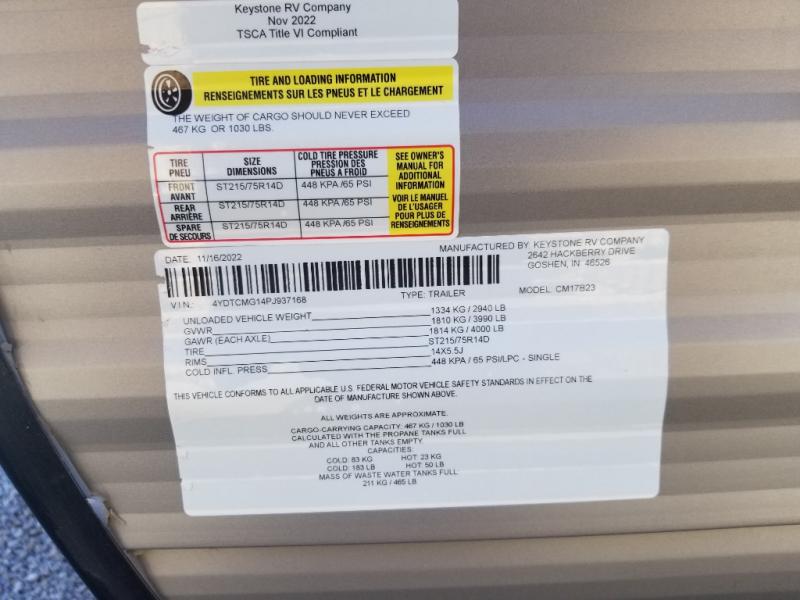 Keystone RV Company
Nov 2022
TSCA Title VI Compliant
TIRE AND LOADING INFORMATION
RENSEIGNEMENTS SUR LES PNEUS ET LE CHARGEMENT
THE WEIGHT OF CARGO SHOULD NEVER EXCEED
467 KG OR 1030 LBS.
TIRE PNEU SIZE DIMENSIONS COLD TIRE PRESSURE PRESSION DES PNEUS A FROID
FRONT AVANT ST215/75R14D 448 KPA /65 PSI
REAR ARRIÈRE ST215/75R14D 448 KPA /65 PSI
SPARE DE SECOURS ST215/75R14D 448 KPA /65 PSI
SEE OWNER'S
MANUAL FOR
ADDITIONAL
INFORMATION
VOIR LE MANUEL
DE L'USAGER
POUR PLUS DE
RENSEIGNEMENTS
DATE: 11/16/2022 MANUFACTURED BY: KEYSTONE RV COMPANY
2642 HACKBERRY DRIVE
GOSHEN, IN 46526
V.I.N.: 4YDTCMG14PJ937168 TYPE: TRAILER MODEL: CM17B23
UNLOADED VEHICLE WEIGHT 1334 KG / 2940 LB
GVWR 1810 KG / 3990 LB
GAWR (EACH AXLE) 1814 KG / 4000 LB
TIRE ST215/75R14D
RIMS 14X5.5J
COLD INFL. PRESS 448 KPA / 65 PSI/LPC - SINGLE
THIS VEHICLE CONFORMS TO ALL APPLICABLE U.S. FEDERAL MOTOR VEHICLE SAFETY STANDARDS IN EFFECT ON THE
DATE OF MANUFACTURE SHOWN ABOVE.
ALL WEIGHTS ARE APPROXIMATE.
CARGO-CARRYING CAPACITY: 467 KG / 1030 LB
CALCULATED WITH THE PROPANE TANKS FULL
AND ALL OTHER TANKS EMPTY.
CAPACITIES:
COLD: 83 KG HOT: 23 KG
COLD: 183 LB HOT: 50 LB
MASS OF WASTE WATER TANKS FULL:
211 KG / 465 LB